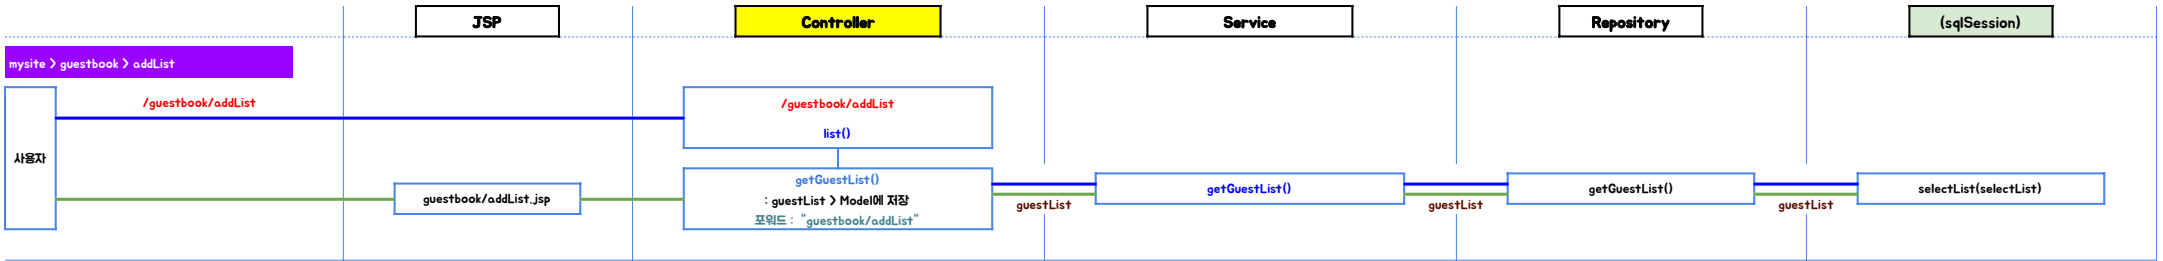 JSP
Controller
Service
Repository
(sqlSession)
mysite > guestbook > addList
사용자
/guestbook/addList
/guestbook/addList
list()
guestbook/addList.jsp
getGuestList()
: guestList > Model에 저장
포워드 : "guestbook/addList"
guestList
getGuestList()
guestList
getGuestList()
guestList
selectList(selectList)